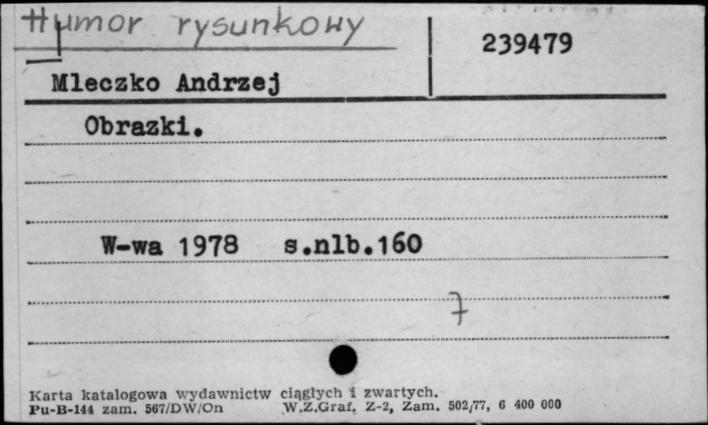 Humor rysunkowy
239479
Mleczko Andrzej
Obrazki.
W-wa 1978 s.nlb.160
7
Karta katalogowa wydawnictw ciągłych i zwartych.
Pu-B-144 zam. 567/DW/On W.Z.Graf. Z-2, Zam. 502/77, 6 400 000